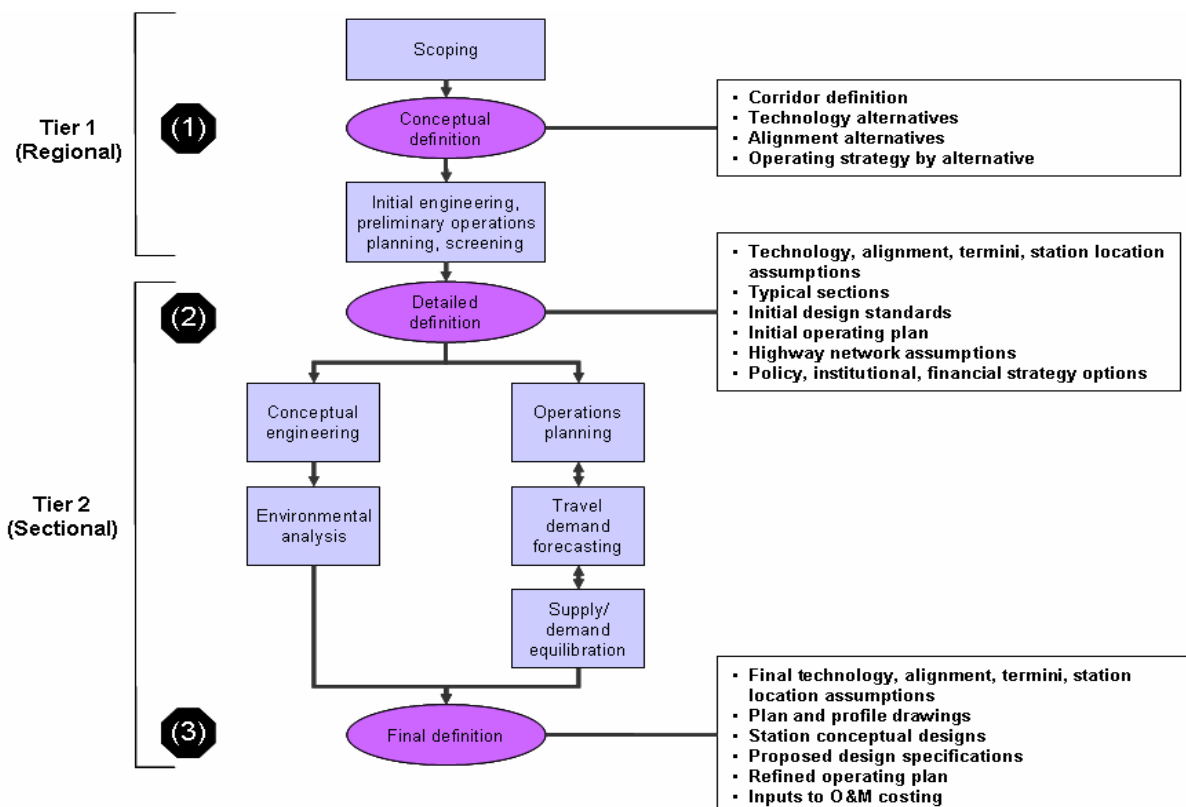 Scoping
Tier 1
(Regional)
(1)
Conceptual
definition
▪ Corridor definition
▪ Technology alternatives
▪ Alignment alternatives
▪ Operating strategy by alternative
Initial engineering,
preliminary operations
planning, screening
(2)
Detailed
definition
▪ Technology, alignment, termini, station location
assumptions
▪ Typical sections
▪ Initial design standards
▪ Initial operating plan
▪ Highway network assumptions
▪ Policy, institutional, financial strategy options
Tier 2
(Sectional)
Conceptual
engineering
Operations
planning
Environmental
analysis
Travel
demand
forecasting
Supply/
demand
equilibration
(3)
Final definition
▪ Final technology, alignment, termini, station
location assumptions
▪ Plan and profile drawings
▪ Station conceptual designs
▪ Proposed design specifications
▪ Refined operating plan
▪ Inputs to O&M costing